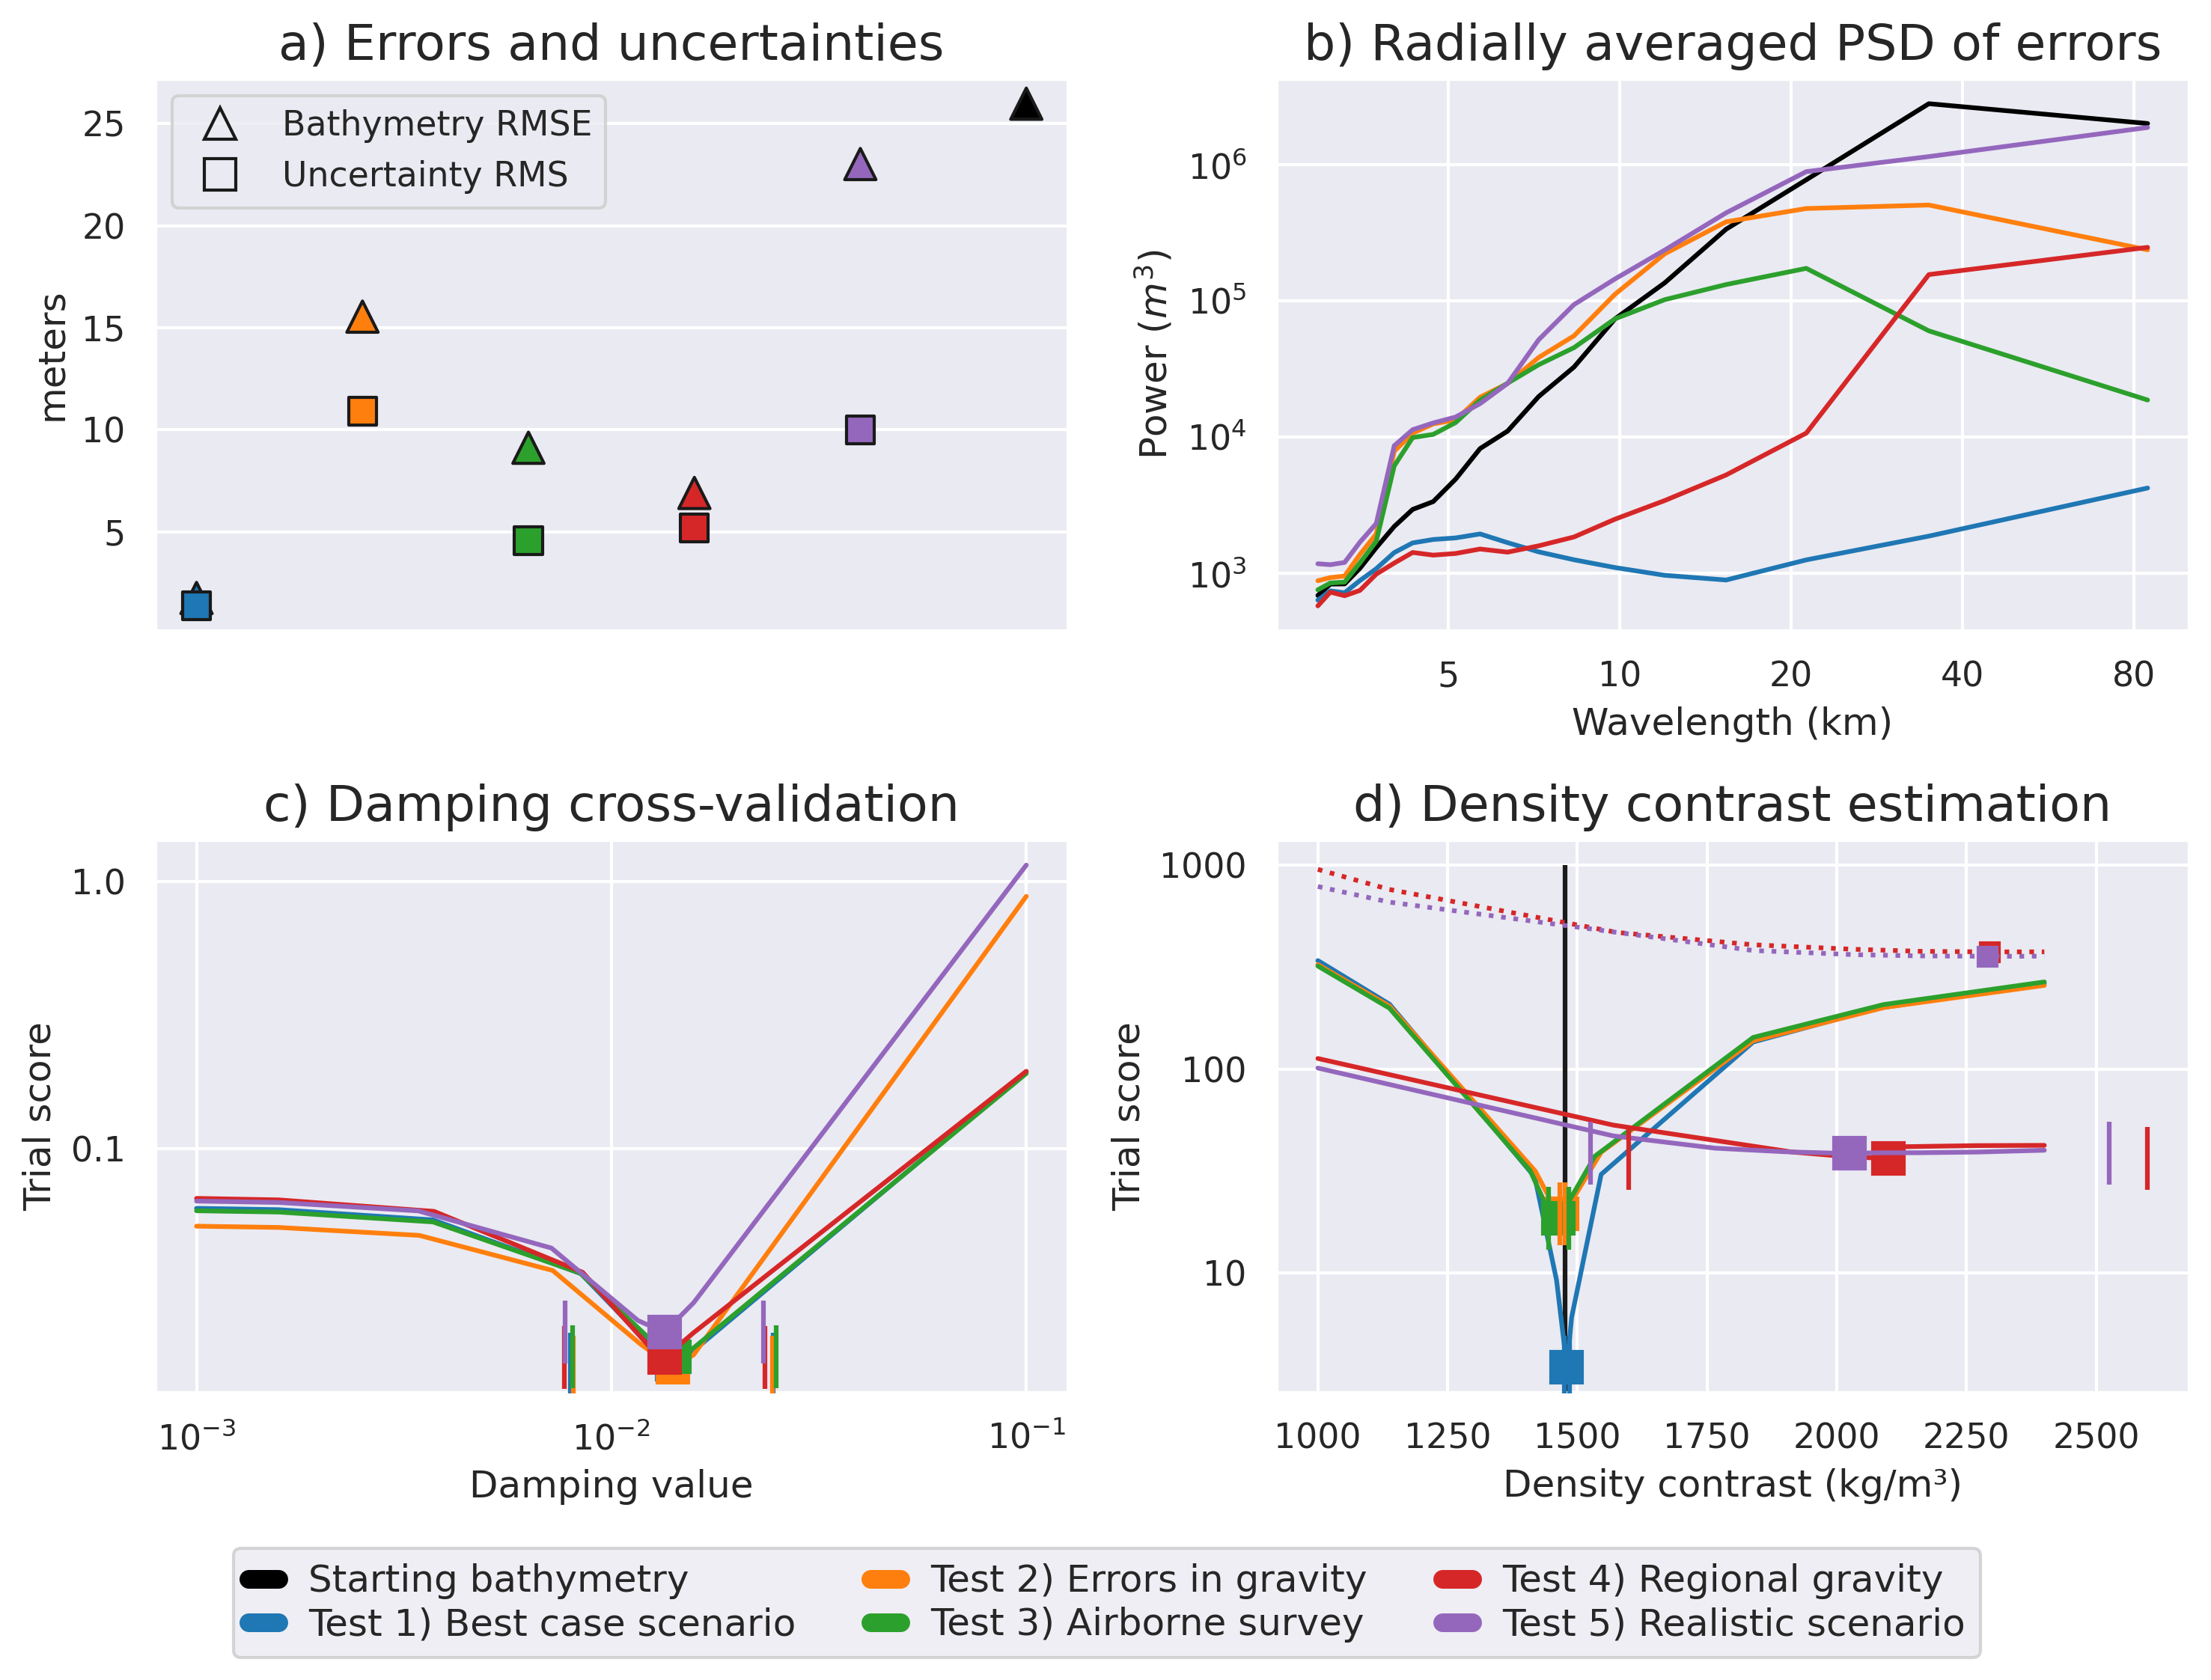 a) Errors and uncertainties
Bathymetry RMSE
Uncertainty RMS
25
20
15
10
5
meters
b) Radially averaged PSD of errors
10⁶
10⁵
10⁴
10³
Power (m³)
5 10 20 40 80
Wavelength (km)
c) Damping cross-validation
1.0
0.1
Trial score
10⁻³ 10⁻² 10⁻¹
Damping value
d) Density contrast estimation
1000
100
10
Trial score
1000 1250 1500 1750 2000 2250 2500
Density contrast (kg/m³)
Starting bathymetry
Test 1) Best case scenario
Test 2) Errors in gravity
Test 3) Airborne survey
Test 4) Regional gravity
Test 5) Realistic scenario